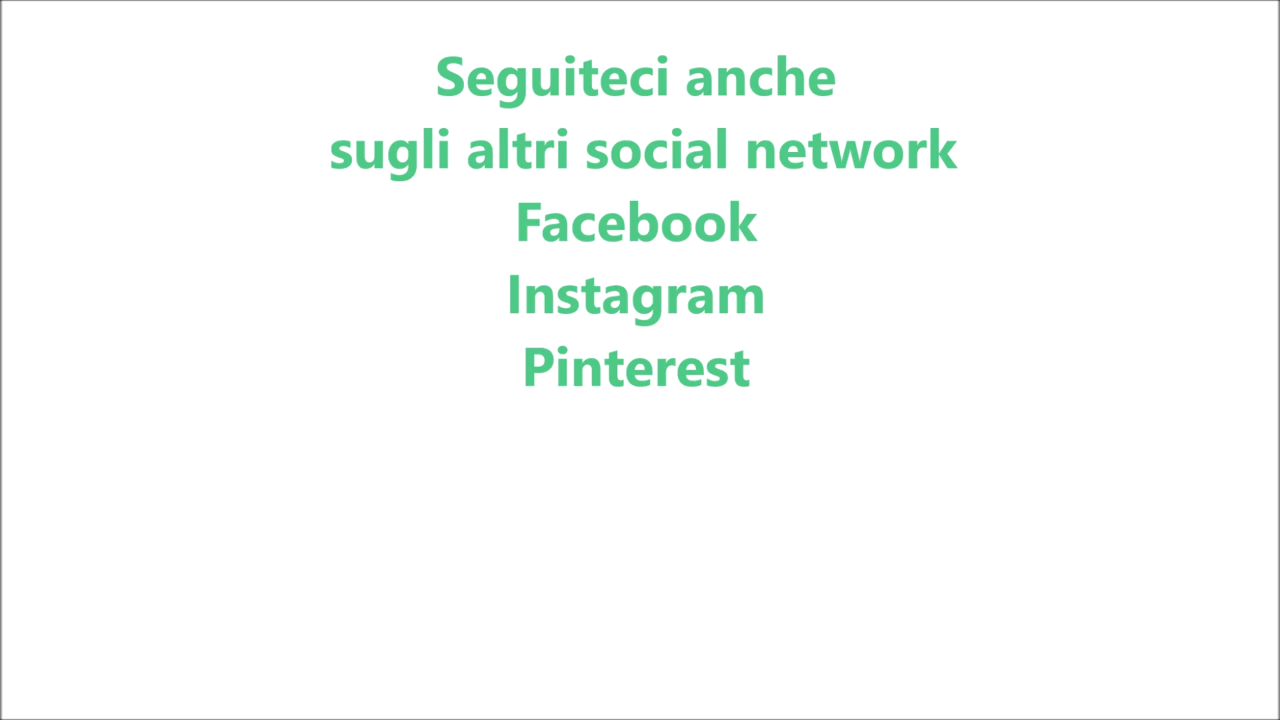 Seguiteci anche
sugli altri social network
Facebook
Instagram
Pinterest